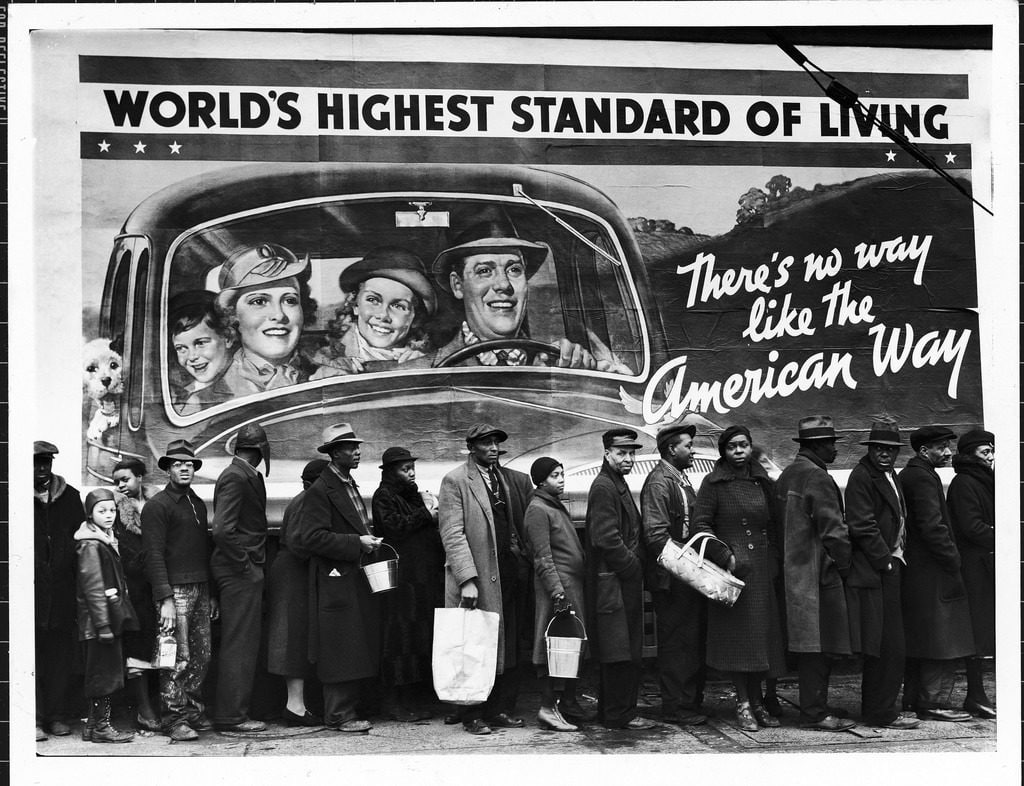 WORLD'S HIGHEST STANDARD OF LIVING
There's no way
like the
American Way